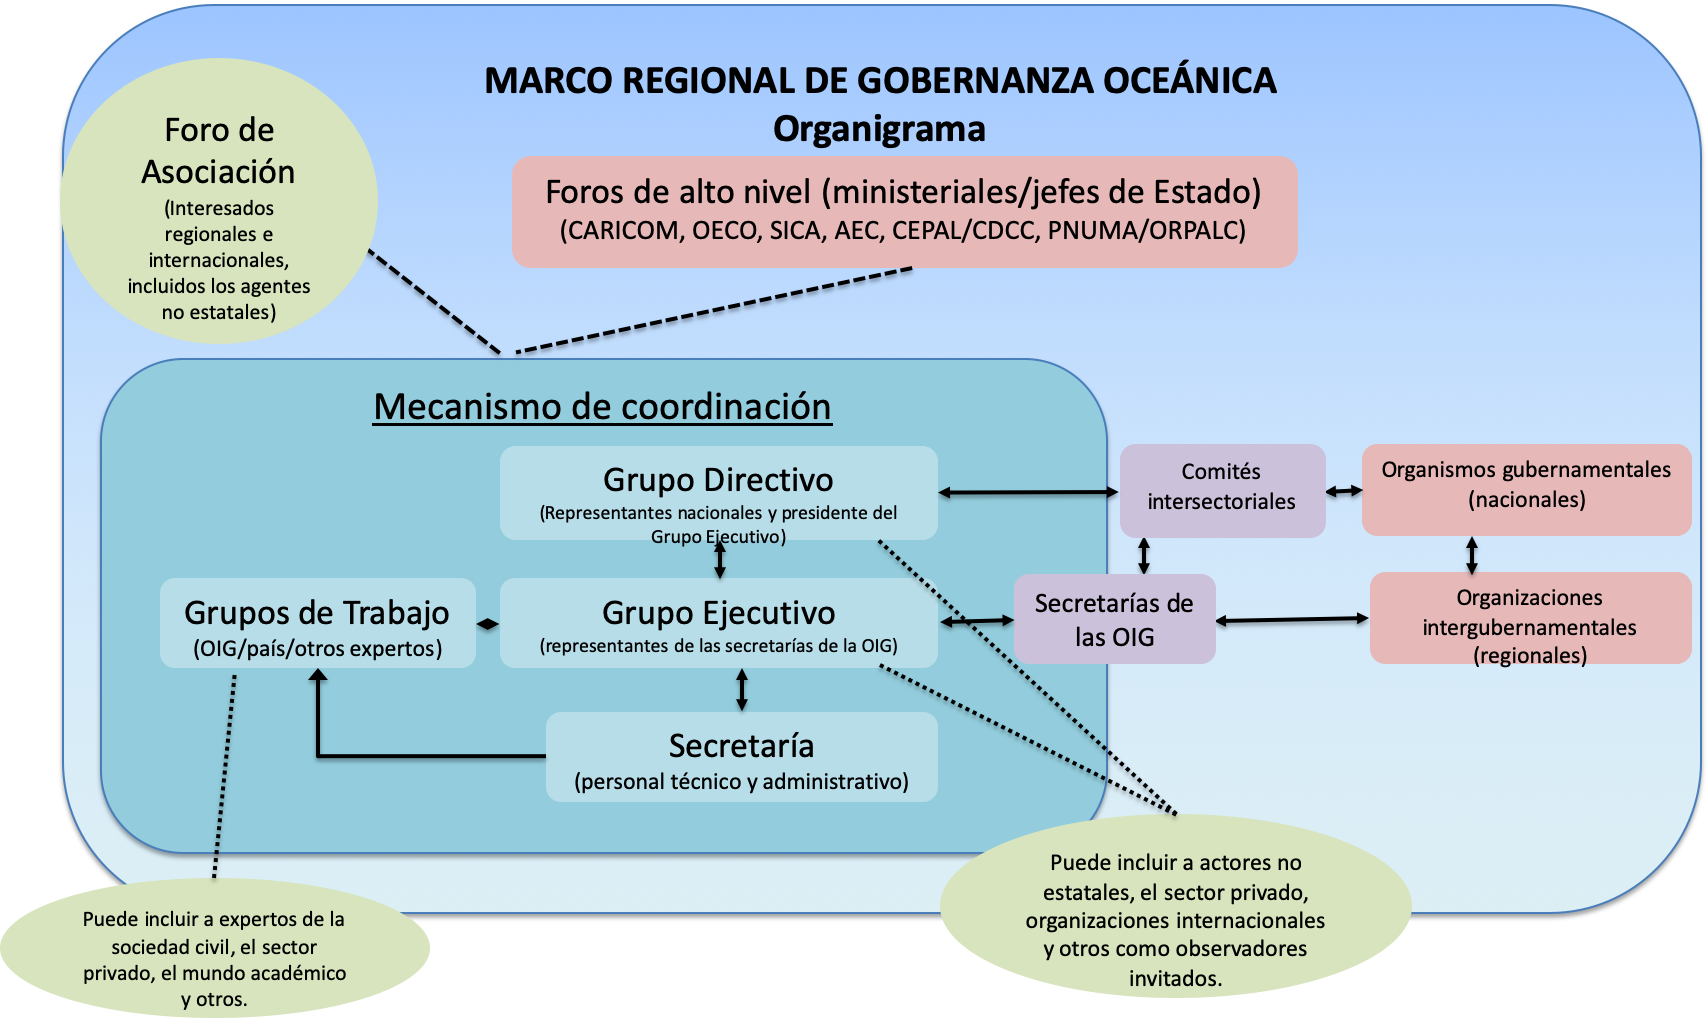 MARCO REGIONAL DE GOBERNANZA OCEÁNICA
Organigrama
Foro de
Asociación
(Interesados
regionales e
internacionales,
incluidos los agentes
no estatales)
Foros de alto nivel (ministeriales/jefes de Estado)
(CARICOM, OECO, SICA, AEC, CEPAL/CDCC, PNUMA/ORPALC)
Mecanismo de coordinación
Grupo Directivo
(Representantes nacionales y presidente del
Grupo Ejecutivo)
Comités
intersectoriales
Organismos gubernamentales
(nacionales)
Grupos de Trabajo
(OIG/país/otros expertos)
Grupo Ejecutivo
(representantes de las secretarías de la OIG)
Secretarías de
las OIG
Organizaciones
intergubernamentales
(regionales)
Secretaría
(personal técnico y administrativo)
Puede incluir a expertos de la
sociedad civil, el sector
privado, el mundo académico
y otros.
Puede incluir a actores no
estatales, el sector privado,
organizaciones internacionales
y otros como observadores
invitados.